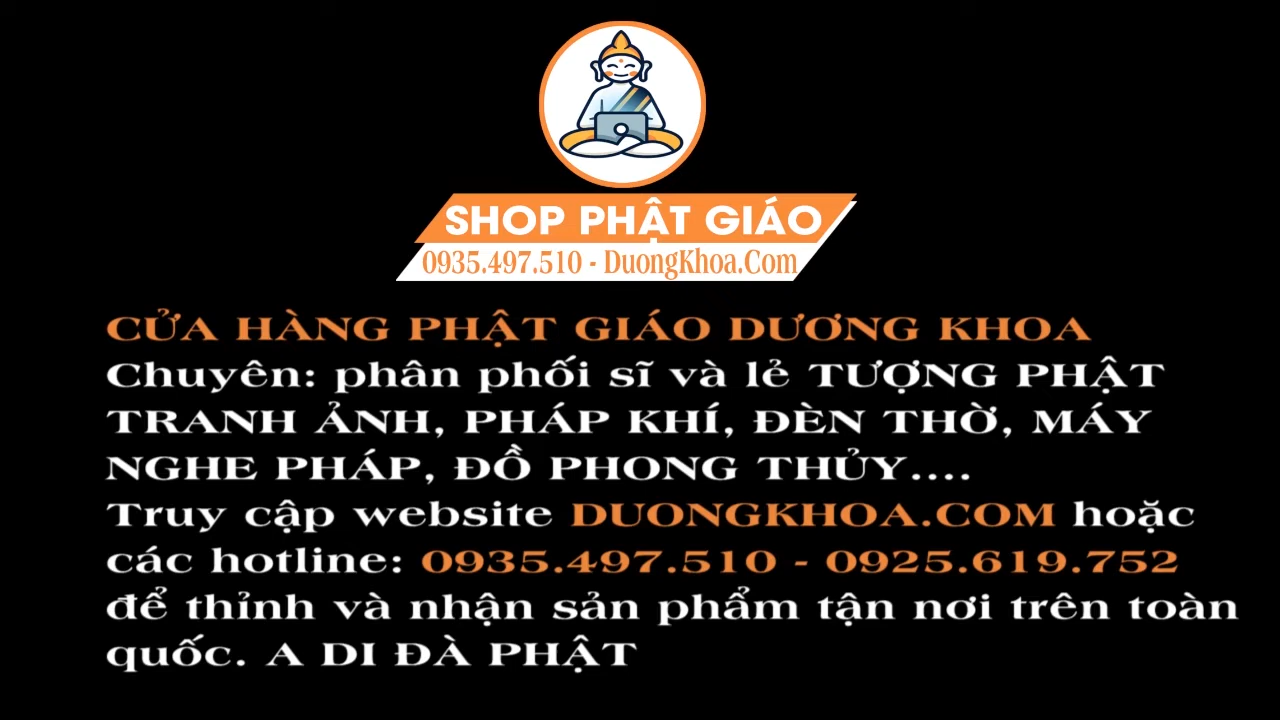 SHOP PHẬT GIÁO
0935.497.510 - DuongKhoa.Com
CỬA HÀNG PHẬT GIÁO DƯƠNG KHOA
Chuyên: phân phối sĩ và lẻ TƯỢNG PHẬT
TRANH ẢNH, PHÁP KHÍ, ĐÈN THỜ, MÁY
NGHE PHÁP, ĐỒ PHONG THỦY....
Truy cập website DUONGKHOA.COM hoặc
các hotline: 0935.497.510 - 0925.619.752
để thỉnh và nhận sản phẩm tận nơi trên toàn
quốc. A DI ĐÀ PHẬT